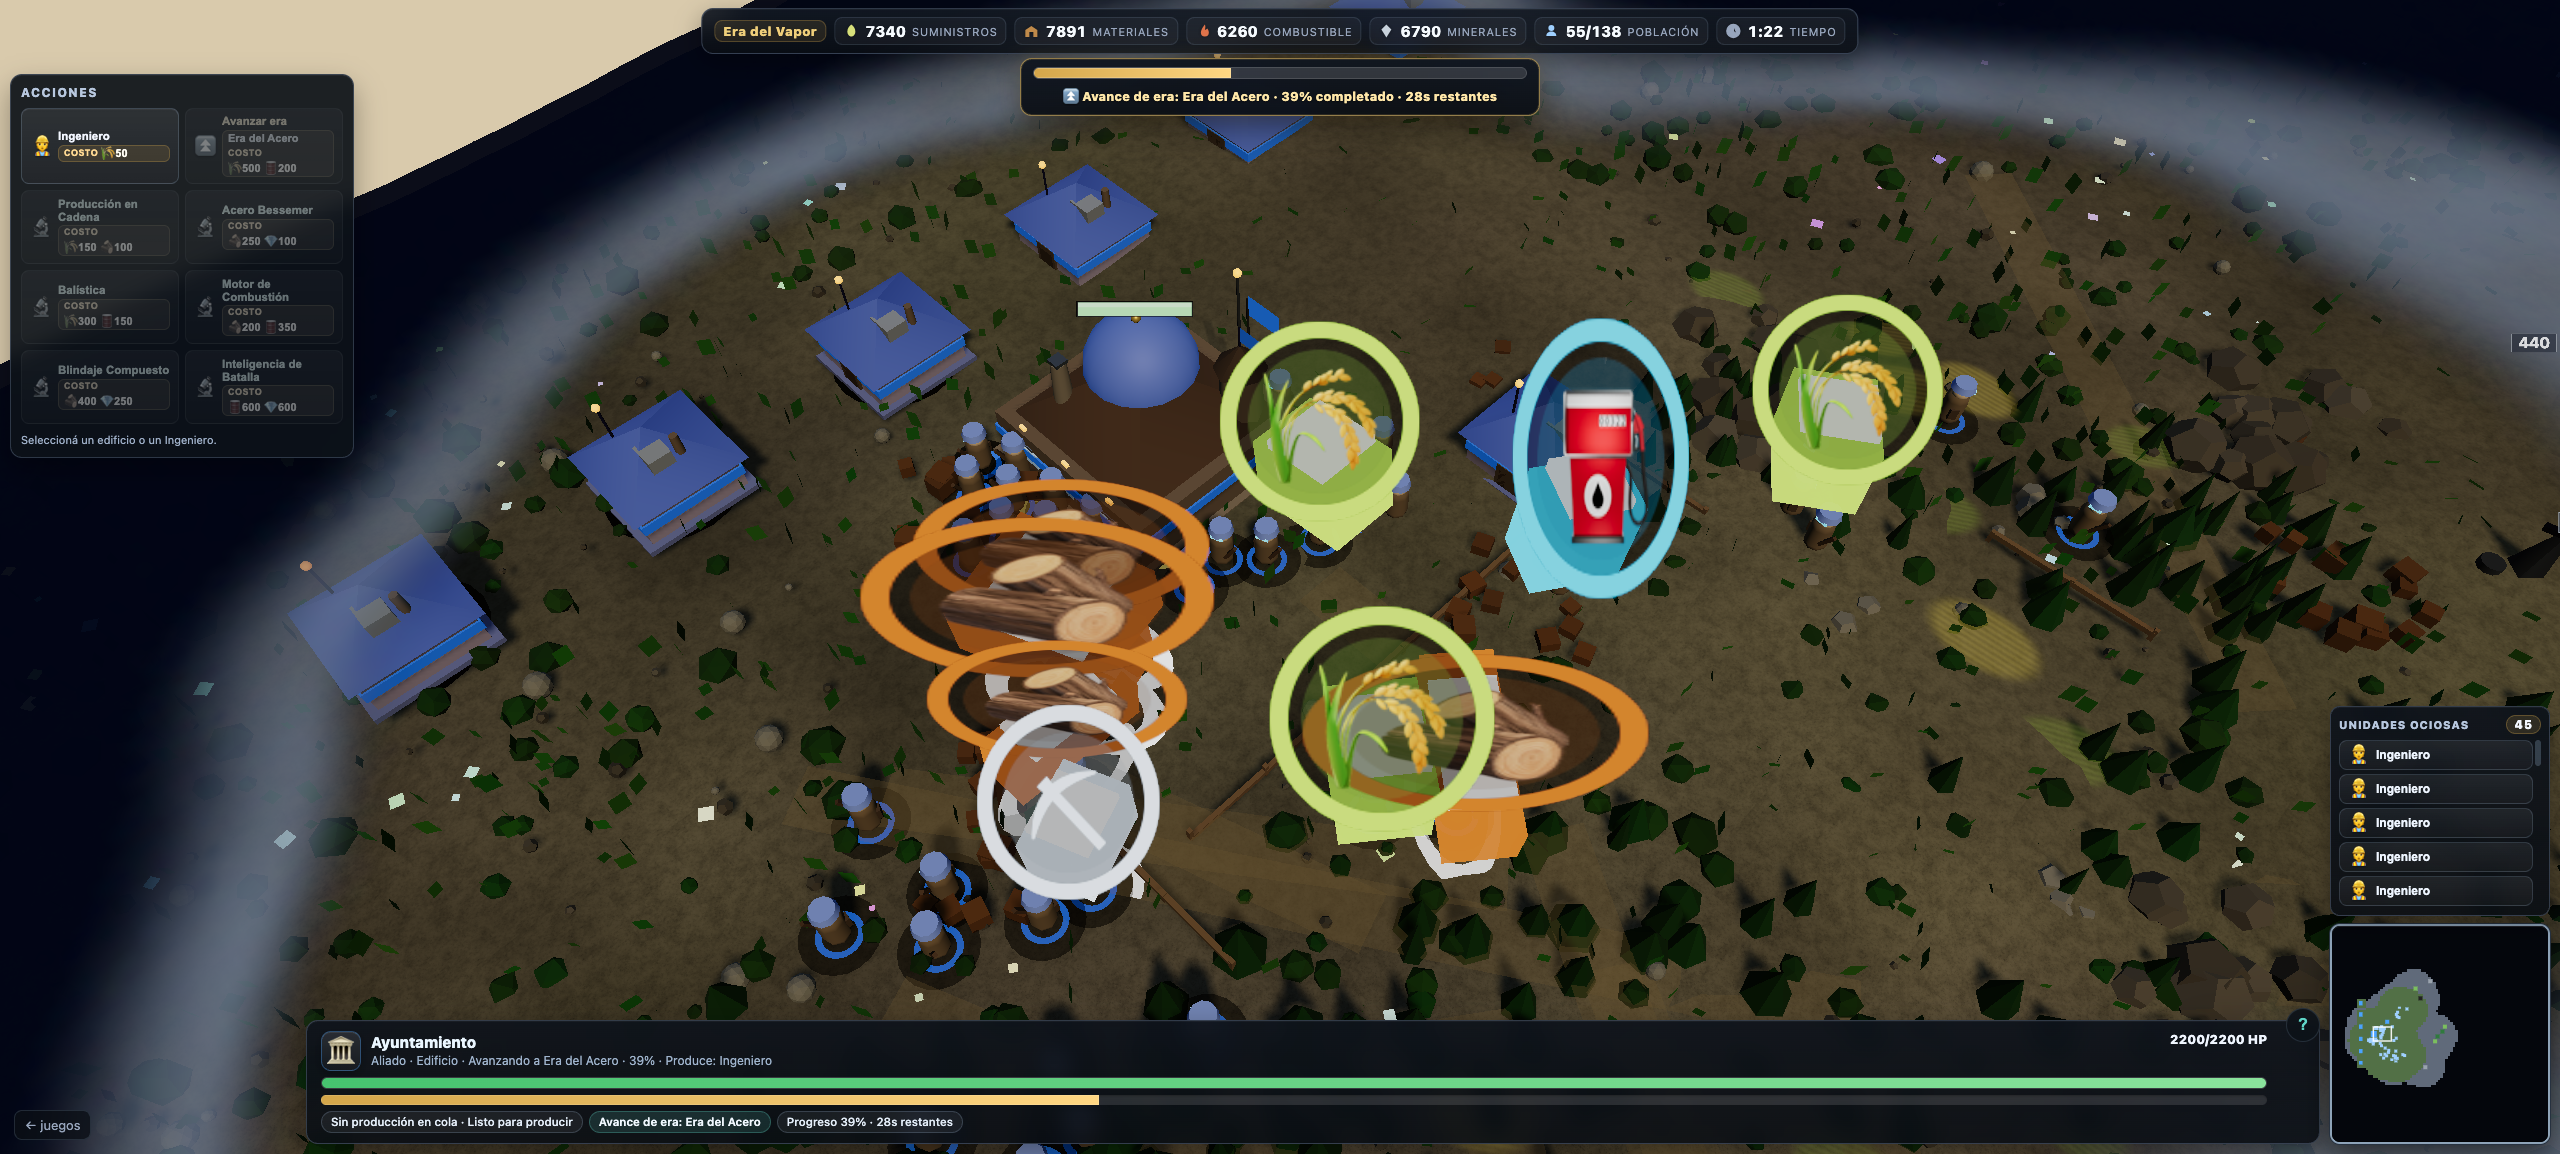 Era del Vapor 7340 SUMINISTROS 7891 MATERIALES 6260 COMBUSTIBLE 6790 MINERALES 55/138 POBLACIÓN 1:22 TIEMPO
Avance de era: Era del Acero · 39% completado · 28s restantes
ACCIONES
Ingeniero
COSTO 50
Avanzar era
Era del Acero
COSTO
500 200
Producción en
Cadena
COSTO
150 100
Acero Bessemer
COSTO
250 100
Balística
COSTO
300 150
Motor de
Combustión
COSTO
200 350
Blindaje Compuesto
COSTO
400 250
Inteligencia de
Batalla
COSTO
600 600
Seleccioná un edificio o un Ingeniero.
440
UNIDADES OCIOSAS 45
Ingeniero
Ingeniero
Ingeniero
Ingeniero
Ingeniero
?
Ayuntamiento
2200/2200 HP
Aliado · Edificio · Avanzando a Era del Acero · 39% · Produce: Ingeniero
Sin producción en cola · Listo para producir
Avance de era: Era del Acero
Progreso 39% · 28s restantes
← juegos